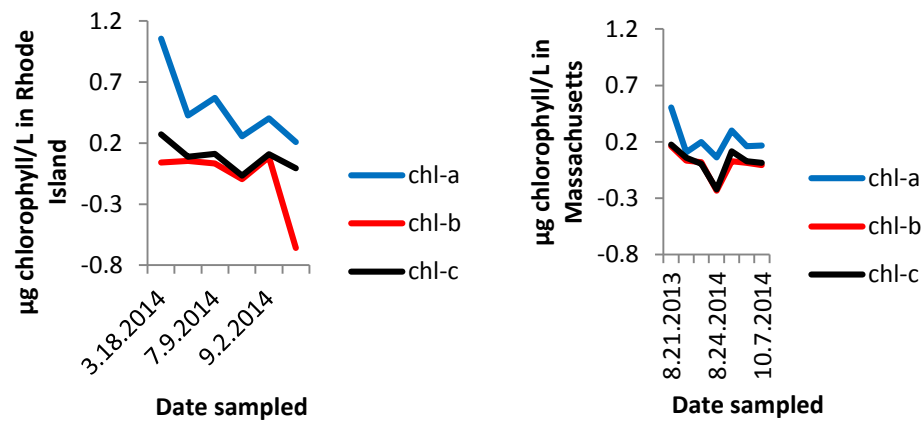 µg chlorophyll/L in Rhode
Island
1.2
0.7
0.2
-0.3
-0.8
3.18.2014
7.9.2014
9.2.2014
Date sampled
chl-a
chl-b
chl-c
µg chlorophyll/L in
Massachusetts
1.2
0.7
0.2
-0.3
-0.8
8.21.2013
8.24.2014
10.7.2014
Date sampled
chl-a
chl-b
chl-c